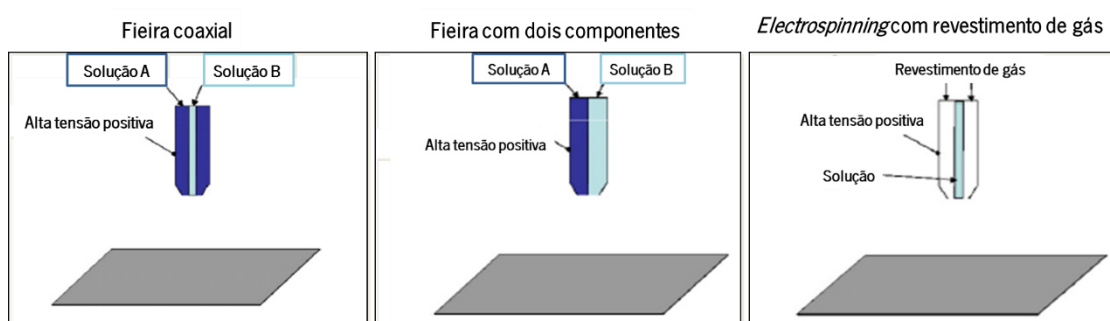 Fieira coaxial
Solução A
Solução B
Alta tensão positiva
Fieira com dois componentes
Solução A
Solução B
Alta tensão positiva
Electrospinning com revestimento de gás
Revestimento de gás
Alta tensão positiva
Solução